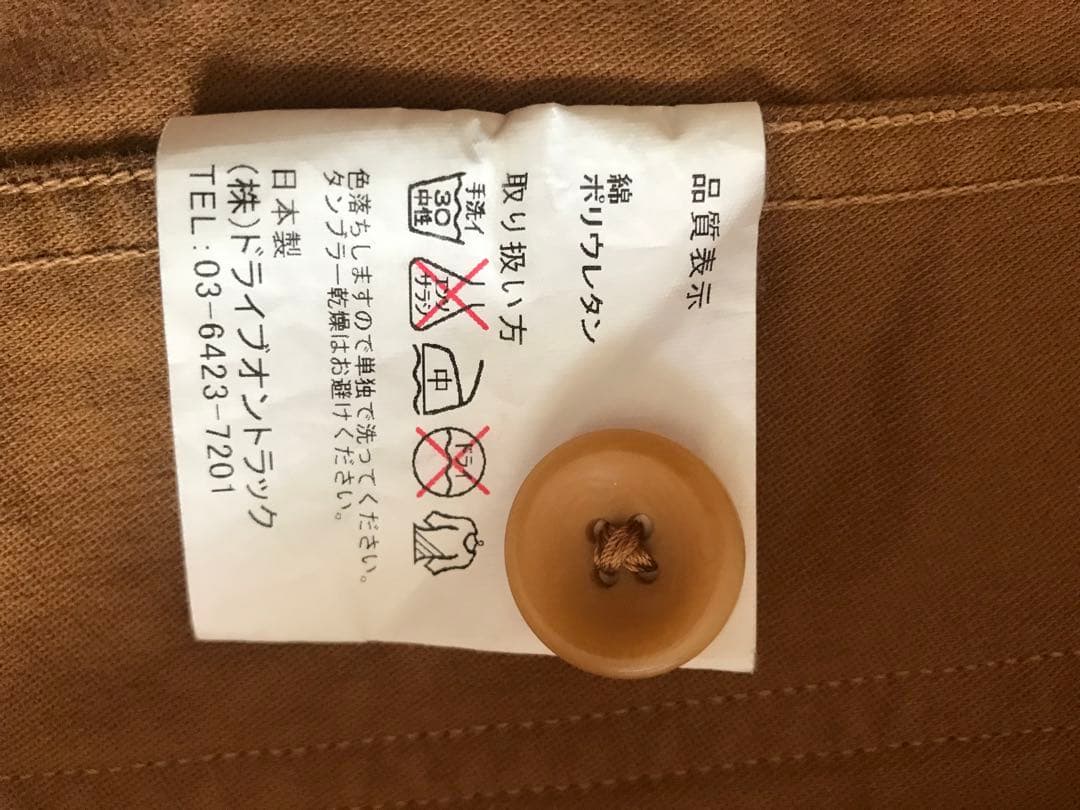 品質表示
綿
ポリウレタン
取り扱い方
手洗イ
30
中性
エンソ
サラシ
中
ドライ
色落ちしますので単独で洗ってください。
タンブラー乾燥はお避けください。
日本製
(株)ドライブオントラック
TEL:03-6423-7201